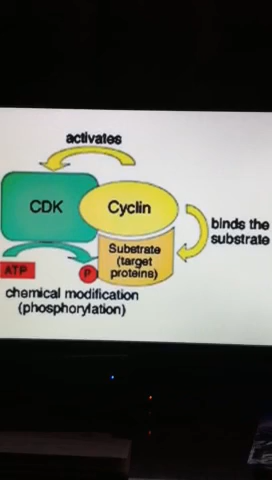 activates
CDK
Cyclin
binds the
substrate
Substrate
(target
proteins)
ATP
P
chemical modification
(phosphorylation)